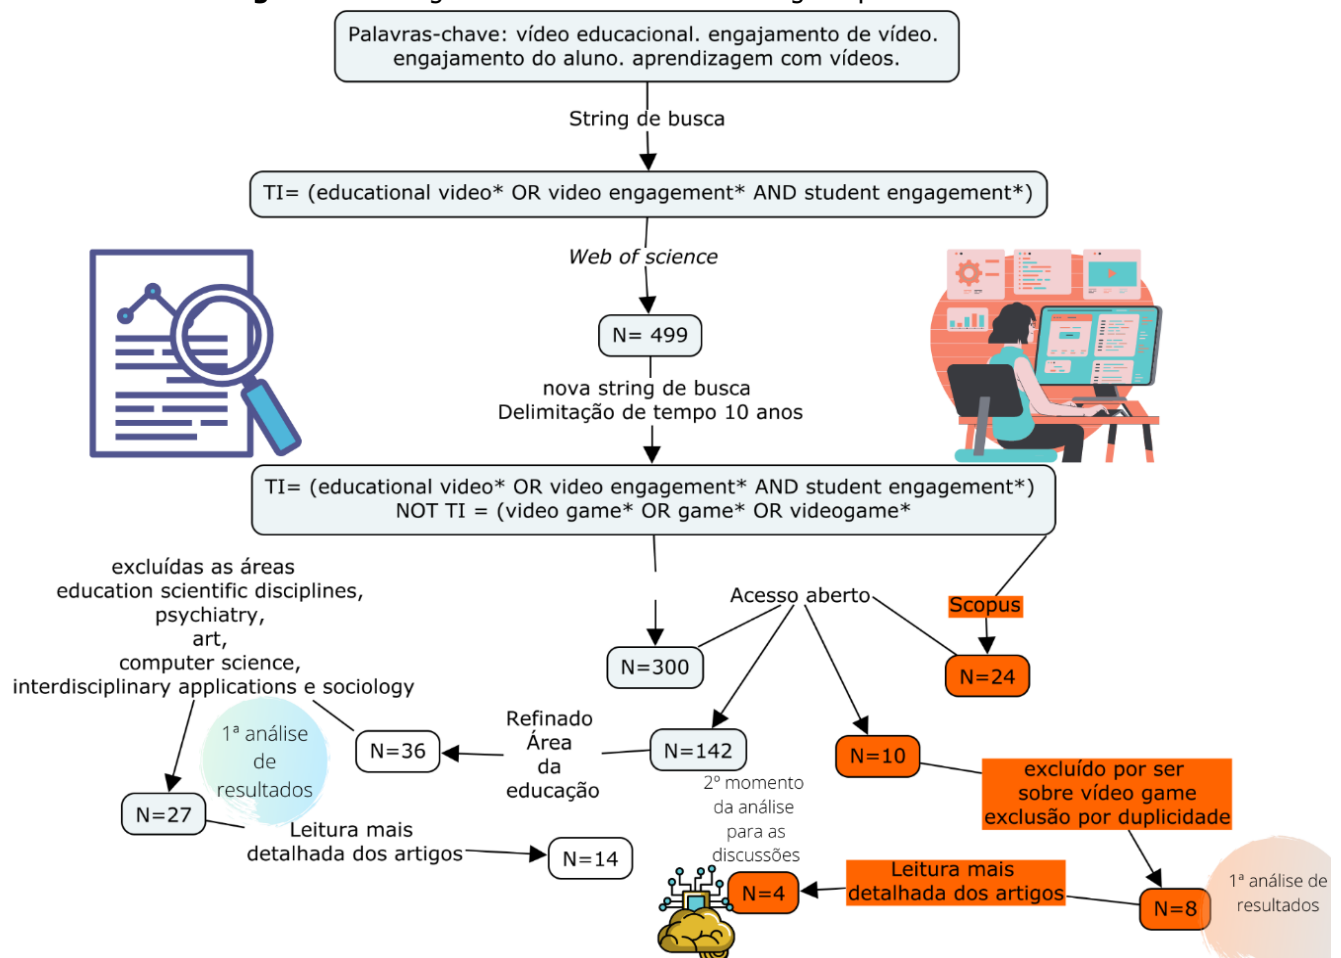 Palavras-chave: vídeo educacional. engajamento de vídeo.
engajamento do aluno. aprendizagem com vídeos.
String de busca
TI= (educational video* OR video engagement* AND student engagement*)
Web of science
N= 499
nova string de busca
Delimitação de tempo 10 anos
TI= (educational video* OR video engagement* AND student engagement*)
NOT TI = (video game* OR game* OR videogame*
excluídas as áreas
education scientific disciplines,
psychiatry,
art,
computer science,
interdisciplinary applications e sociology
Acesso aberto
Scopus
N=300
N=24
1ª análise
de
resultados
N=36
Refinado
Área
da
educação
N=142
N=10
excluído por ser
sobre vídeo game
exclusão por duplicidade
N=27
Leitura mais
detalhada dos artigos
N=14
2º momento
da análise
para as
discussões
N=4
Leitura mais
detalhada dos artigos
N=8
1ª análise de
resultados